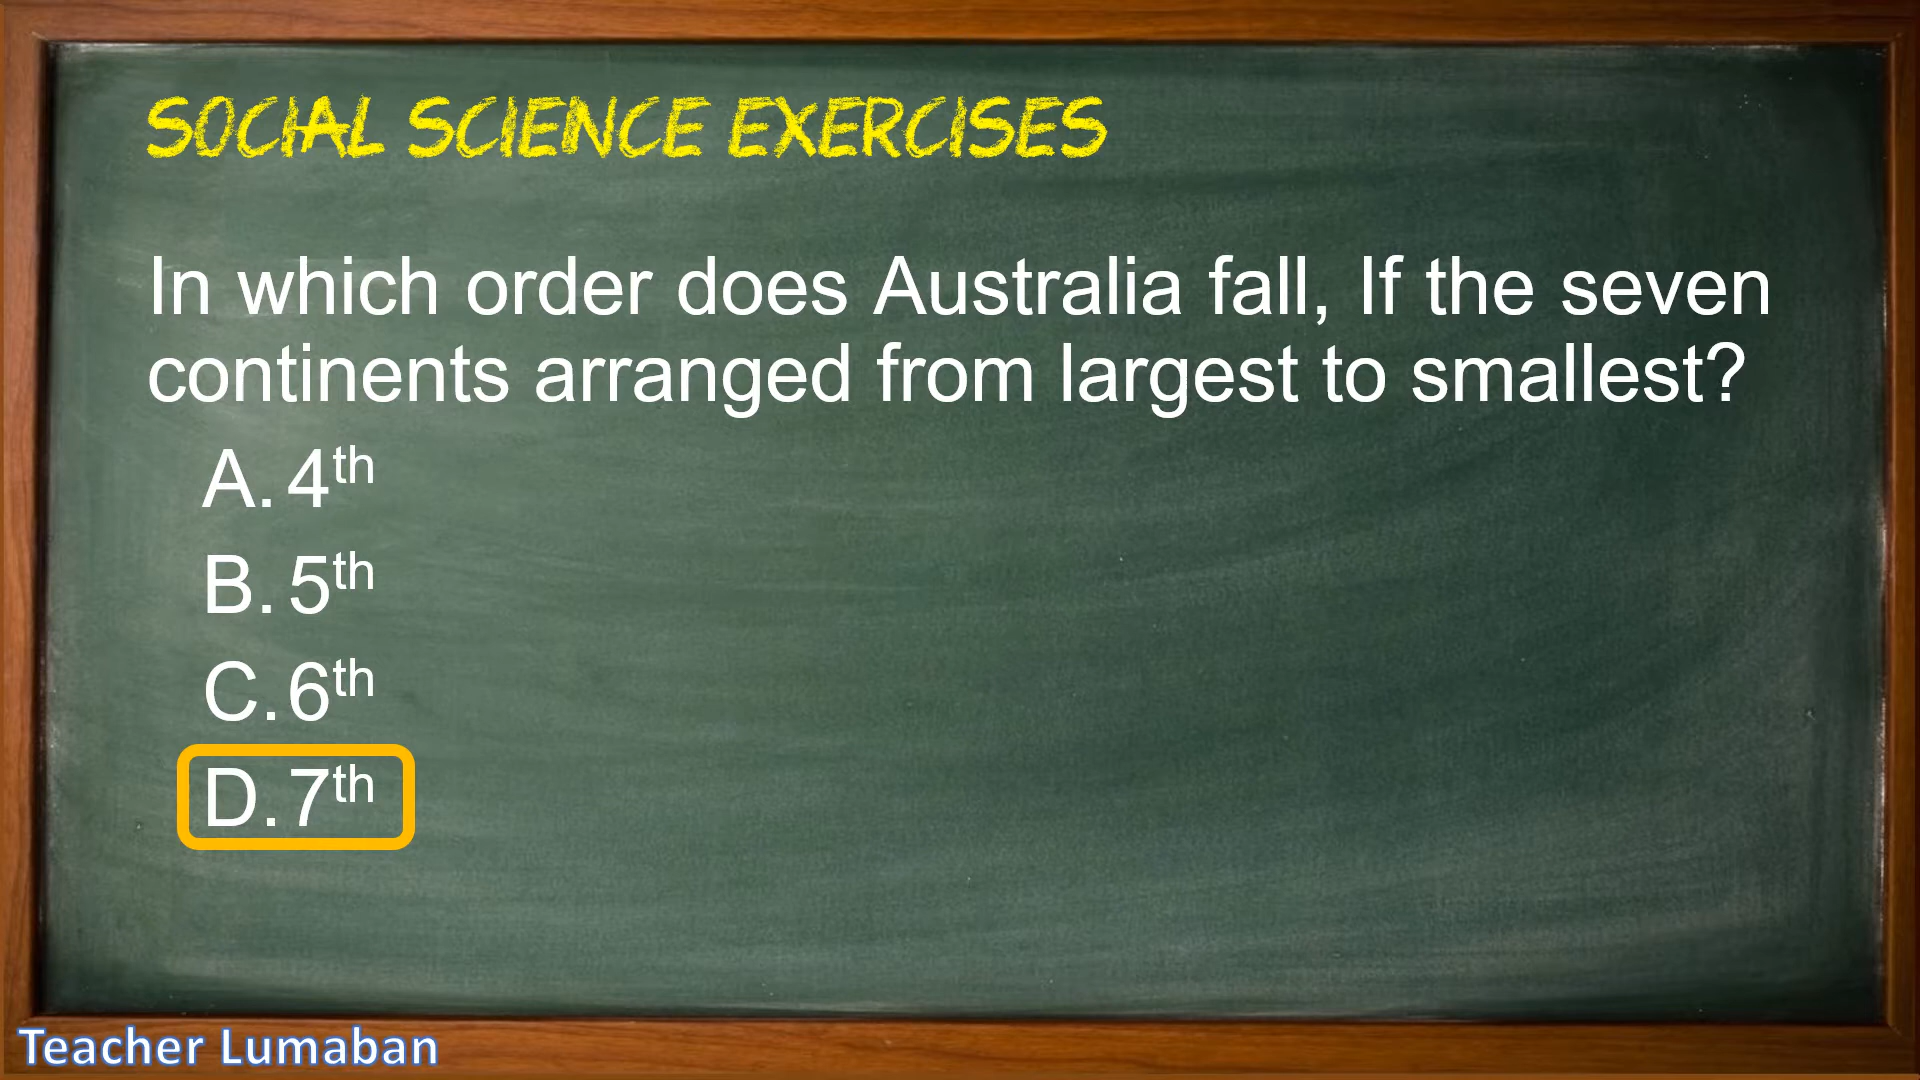 SOCIAL SCIENCE EXERCISES
In which order does Australia fall, If the seven
continents arranged from largest to smallest?
A. 4th
B. 5th
C. 6th
D. 7th
Teacher Lumaban